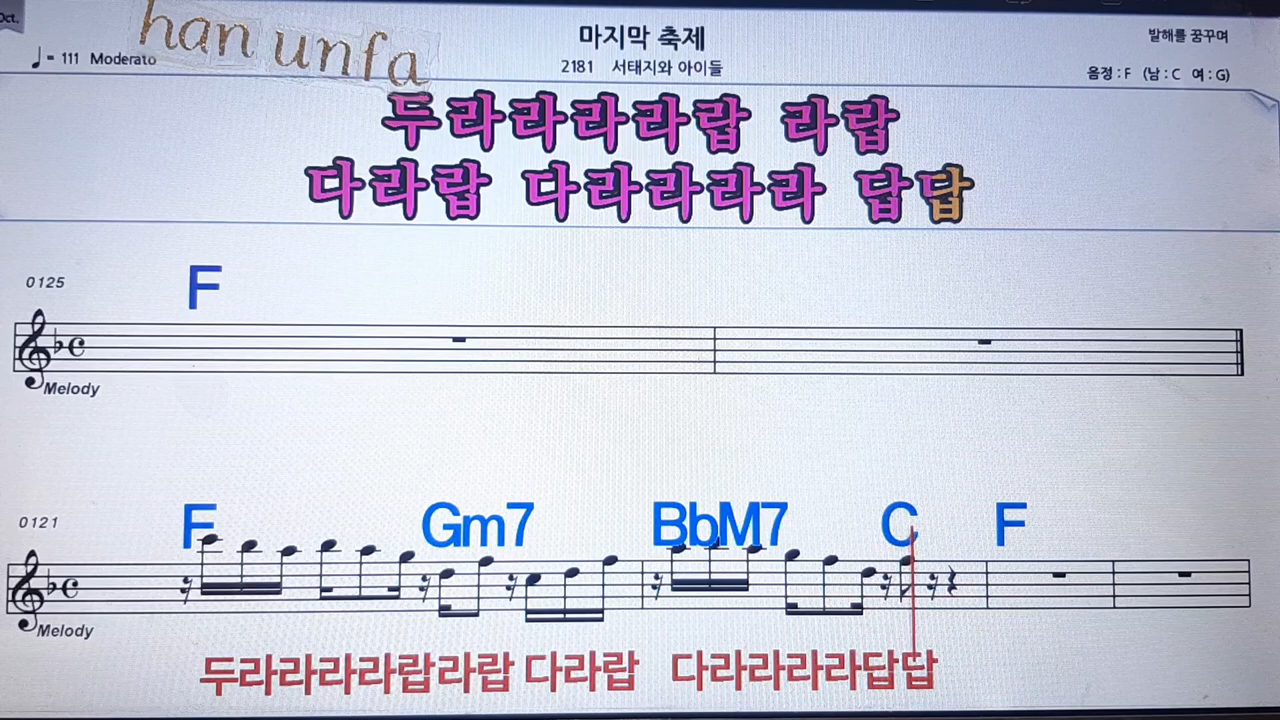 Oct.
han unfa
마지막 축제
발해를 꿈꾸며
♩ = 111 Moderato
2181 서태지와 아이들
음정 : F (남 : C 여 : G)
두라라라라랍 라랍
다라랍 다라라라라 답답
0125
F
Melody
0121
F Gm7 BbM7 C F
Melody
두라라라라랍라랍 다라랍 다라라라라답답